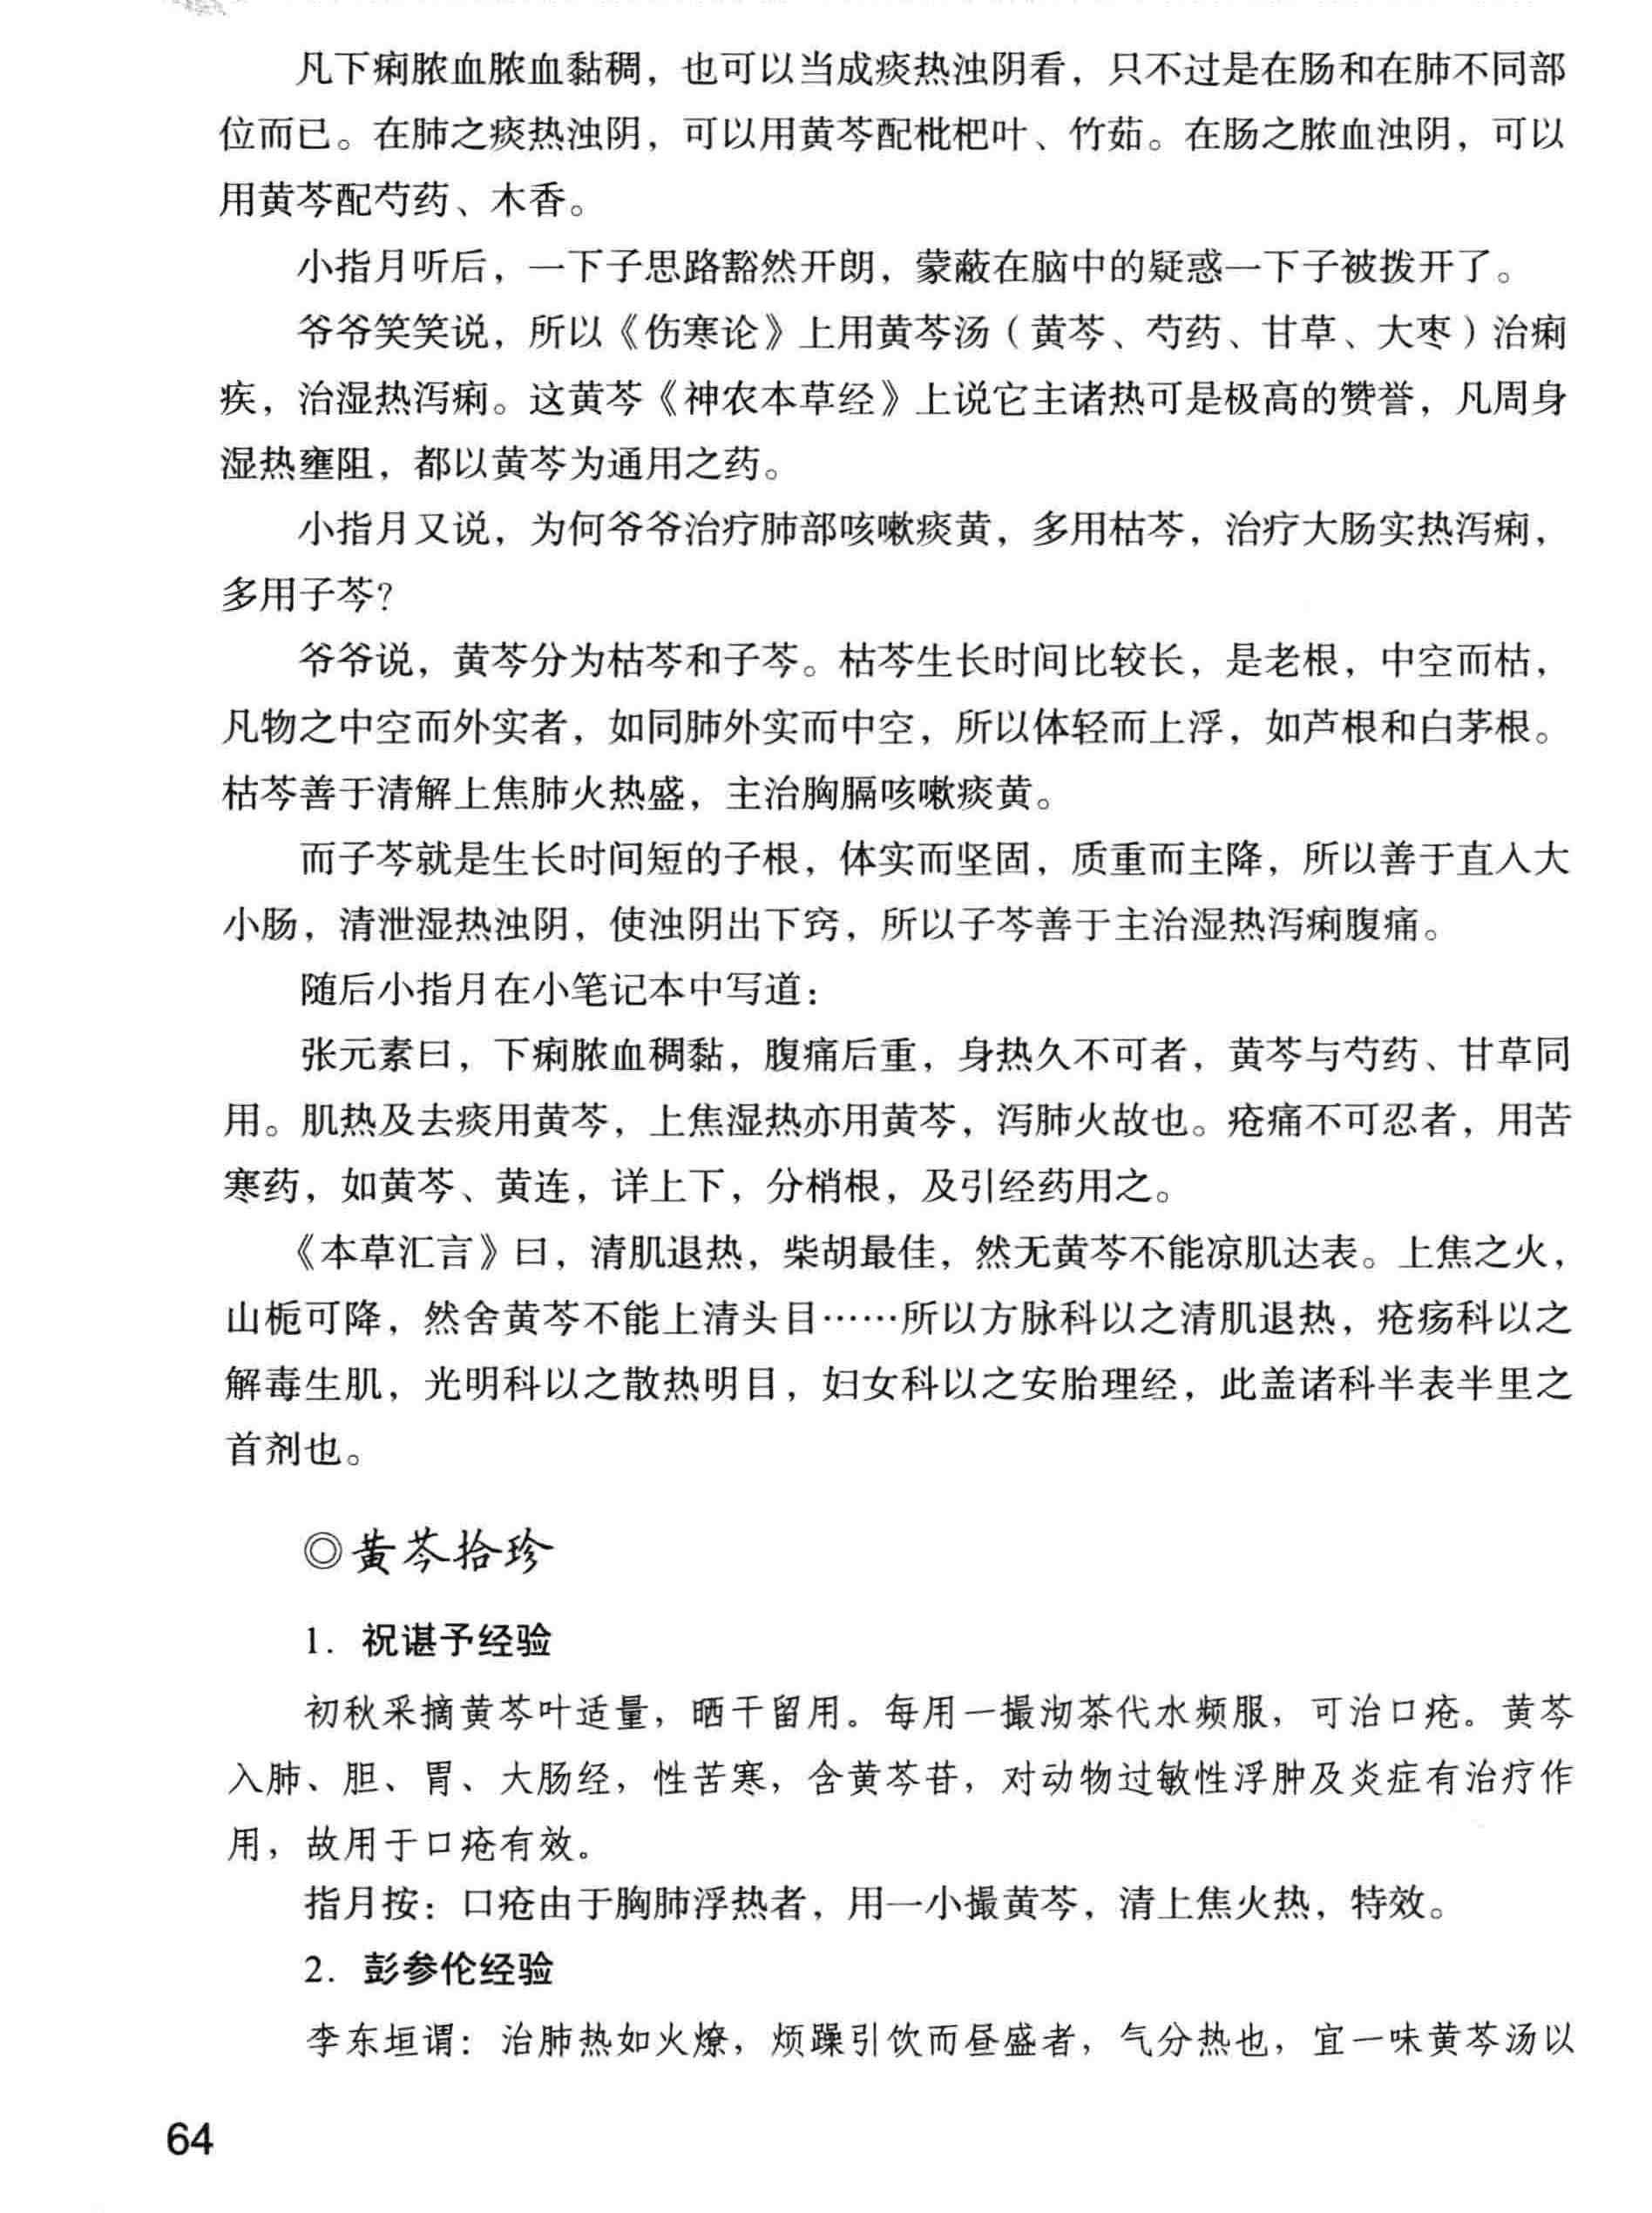 凡下痢脓血脓血黏稠，也可以当成痰热浊阴看，只不过是在肠和在肺不同部
位而已。在肺之痰热浊阴，可以用黄芩配枇杷叶、竹茹。在肠之脓血浊阴，可以
用黄芩配芍药、木香。
小指月听后，一下子思路豁然开朗，蒙蔽在脑中的疑惑一下子被拨开了。
爷爷笑笑说，所以《伤寒论》上用黄芩汤（黄芩、芍药、甘草、大枣）治痢
疾，治湿热泻痢。这黄芩《神农本草经》上说它主诸热可是极高的赞誉，凡周身
湿热壅阻，都以黄芩为通用之药。
小指月又说，为何爷爷治疗肺部咳嗽痰黄，多用枯芩，治疗大肠实热泻痢，
多用子芩？
爷爷说，黄芩分为枯芩和子芩。枯芩生长时间比较长，是老根，中空而枯，
凡物之中空而外实者，如同肺外实而中空，所以体轻而上浮，如芦根和白茅根。
枯芩善于清解上焦肺火热盛，主治胸膈咳嗽痰黄。
而子芩就是生长时间短的子根，体实而坚固，质重而主降，所以善于直入大
小肠，清泄湿热浊阴，使浊阴出下窍，所以子芩善于主治湿热泻痢腹痛。
随后小指月在小笔记本中写道：
张元素曰，下痢脓血稠黏，腹痛后重，身热久不可者，黄芩与芍药、甘草同
用。肌热及去痰用黄芩，上焦湿热亦用黄芩，泻肺火故也。疮痛不可忍者，用苦
寒药，如黄芩、黄连，详上下，分梢根，及引经药用之。
《本草汇言》曰，清肌退热，柴胡最佳，然无黄芩不能凉肌达表。上焦之火，
山栀可降，然舍黄芩不能上清头目……所以方脉科以之清肌退热，疮疡科以之
解毒生肌，光明科以之散热明目，妇女科以之安胎理经，此盖诸科半表半里之
首剂也。
◎黄芩拾珍
1. 祝谌予经验
初秋采摘黄芩叶适量，晒干留用。每用一撮沏茶代水频服，可治口疮。黄芩
入肺、胆、胃、大肠经，性苦寒，含黄芩苷，对动物过敏性浮肿及炎症有治疗作
用，故用于口疮有效。
指月按：口疮由于胸肺浮热者，用一小撮黄芩，清上焦火热，特效。
2. 彭参伦经验
李东垣谓：治肺热如火燎，烦躁引饮而昼盛者，气分热也，宜一味黄芩汤以
64